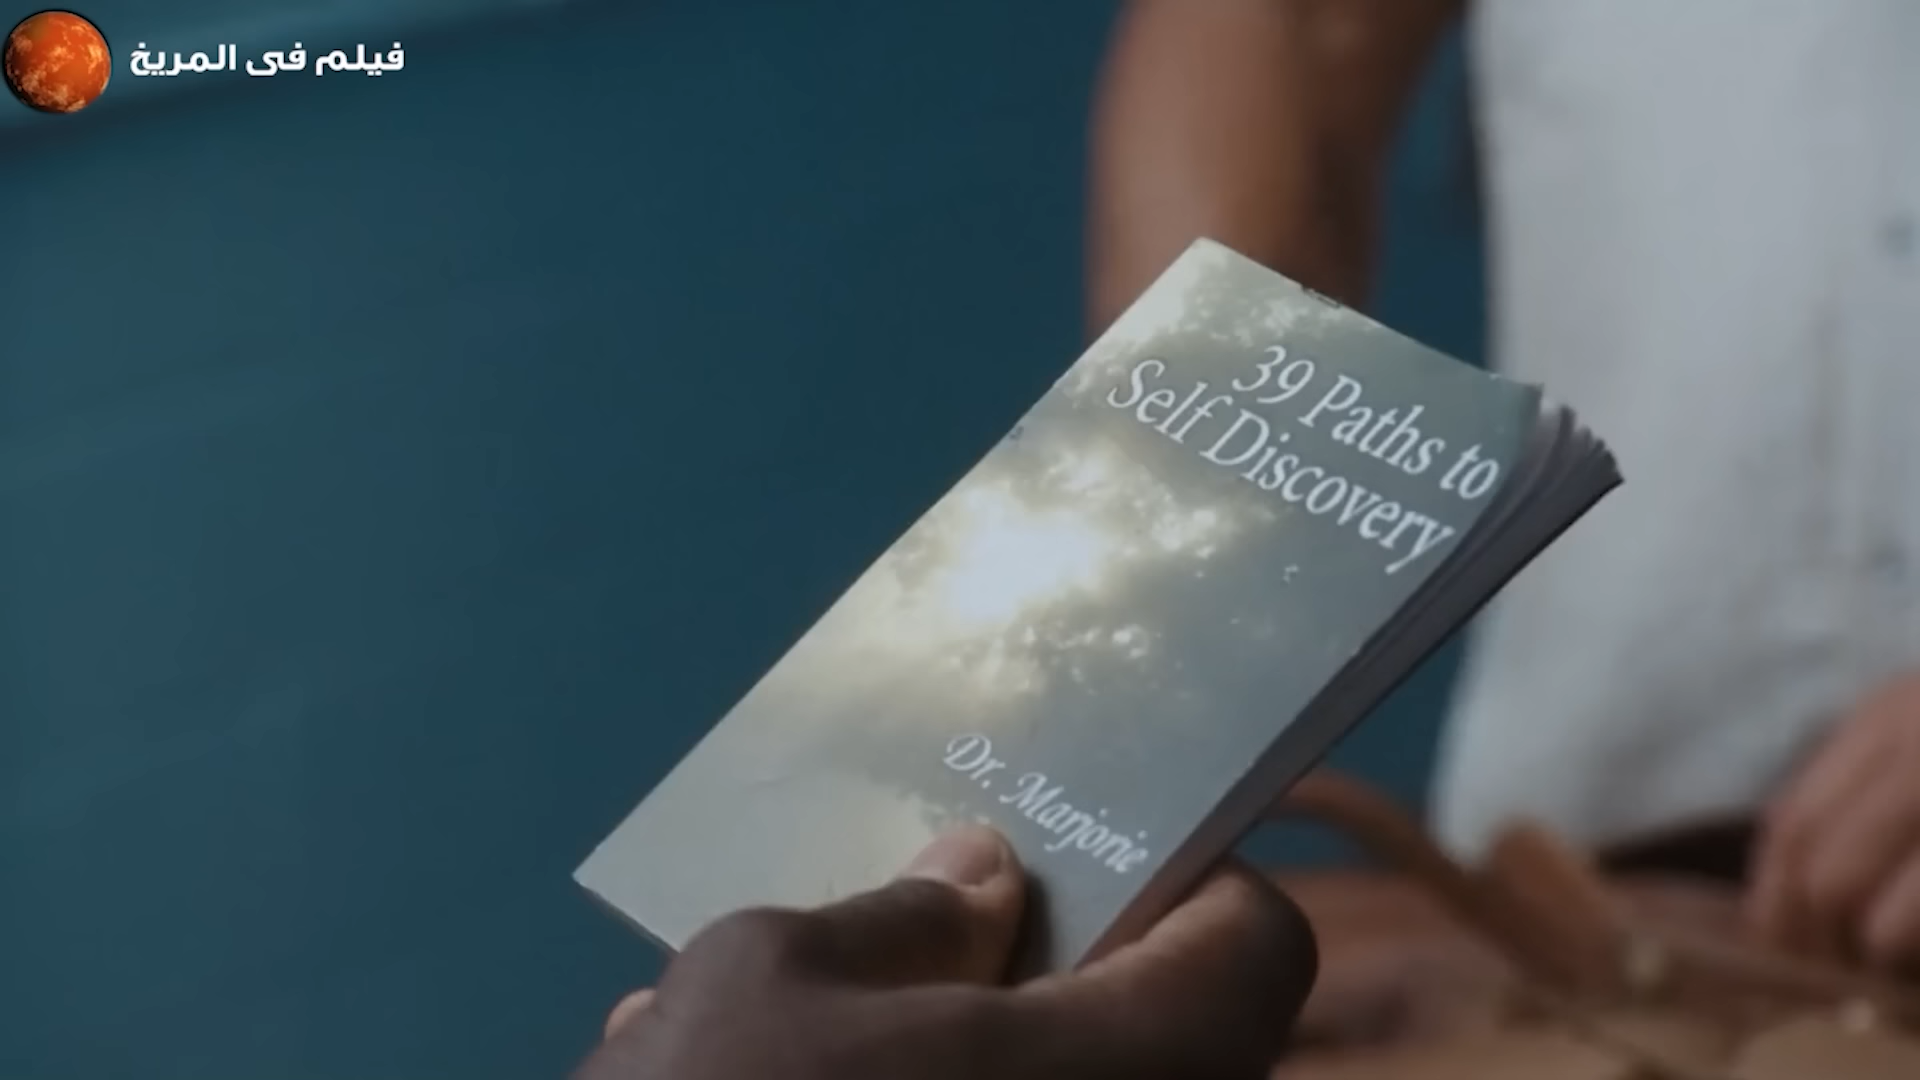 فيلم فى المريخ
39 Paths to
Self Discovery
Dr. Marjorie